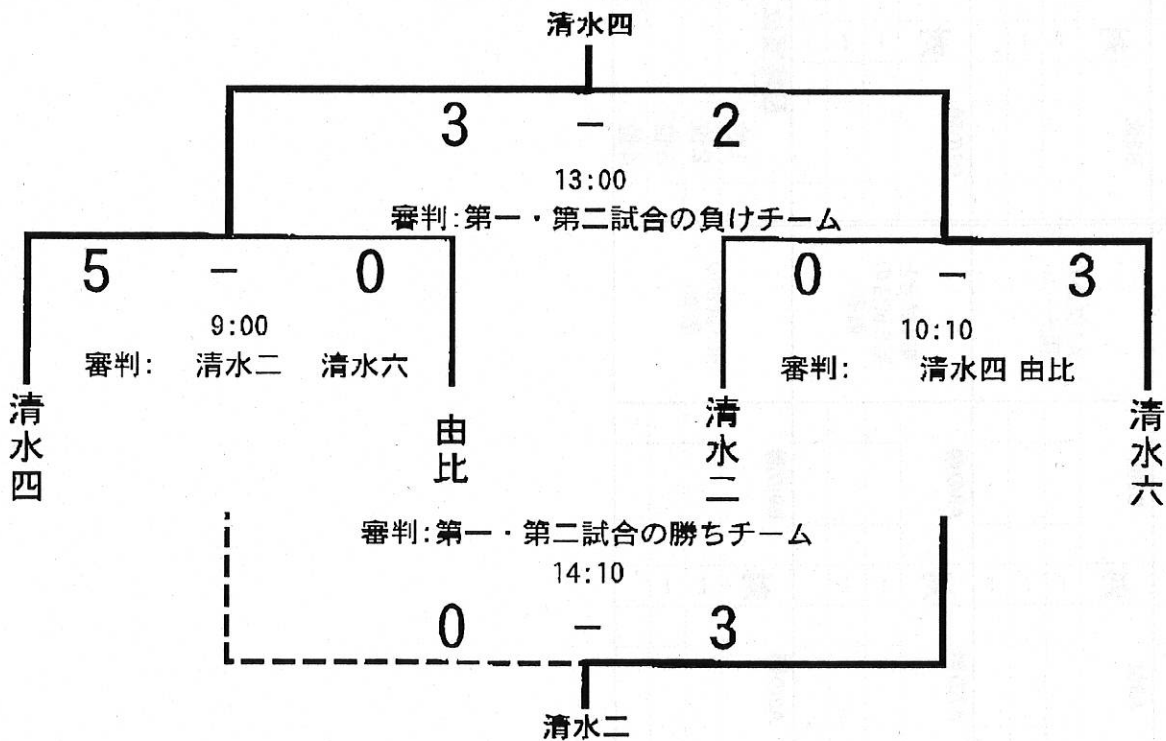 清水四
3 － 2
13:00
審判:第一・第二試合の負けチーム
5 － 0
0 － 3
9:00
10:10
審判: 清水二 清水六
審判: 清水四 由比
清水四
由比
清水二
清水六
審判:第一・第二試合の勝ちチーム
14:10
0 － 3
清水二